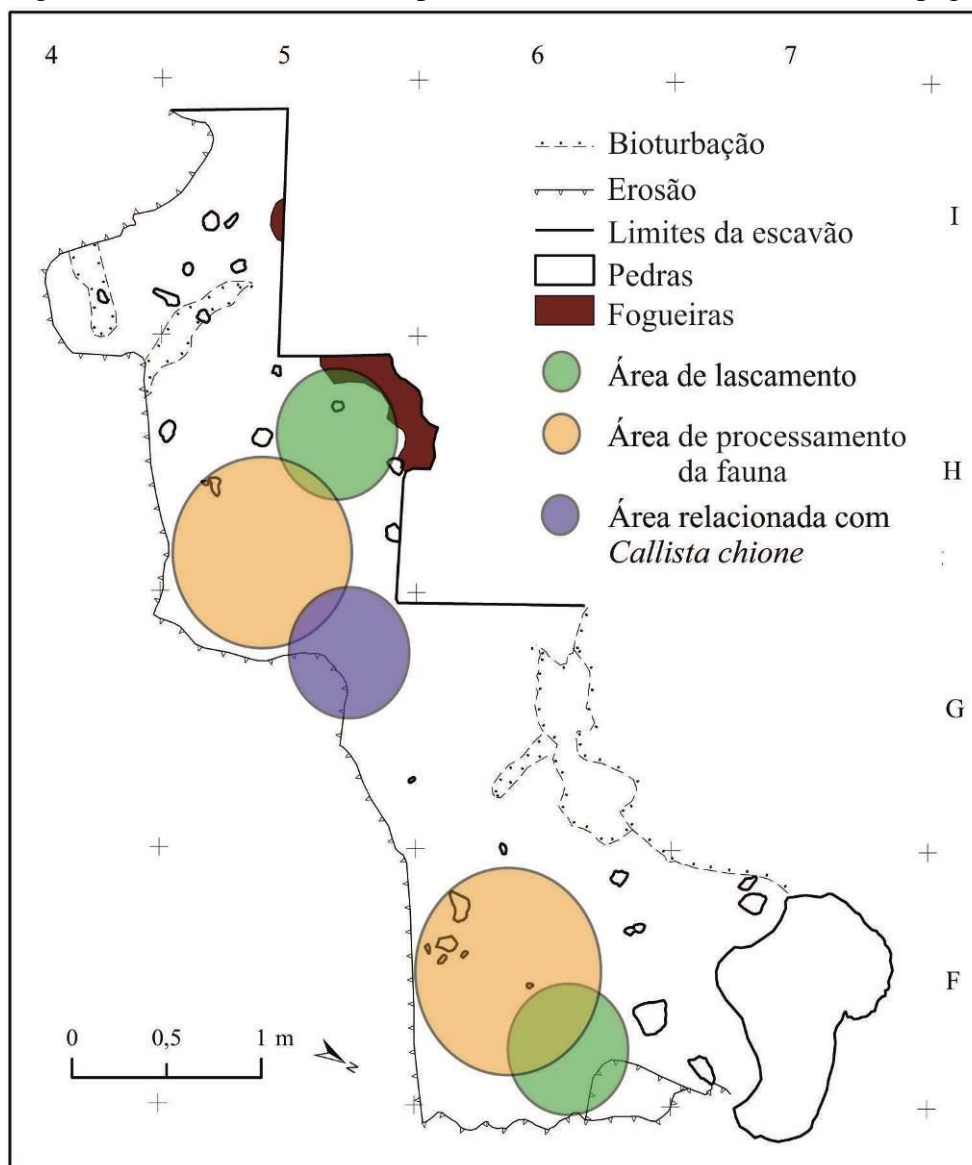 4 5 6 7
Bioturbação
Erosão
Limites da escavão
Pedras
Fogueiras
Área de lascamento
Área de processamento
da fauna
Área relacionada com
Callista chione
I
H
G
F
0 0,5 1 m
N